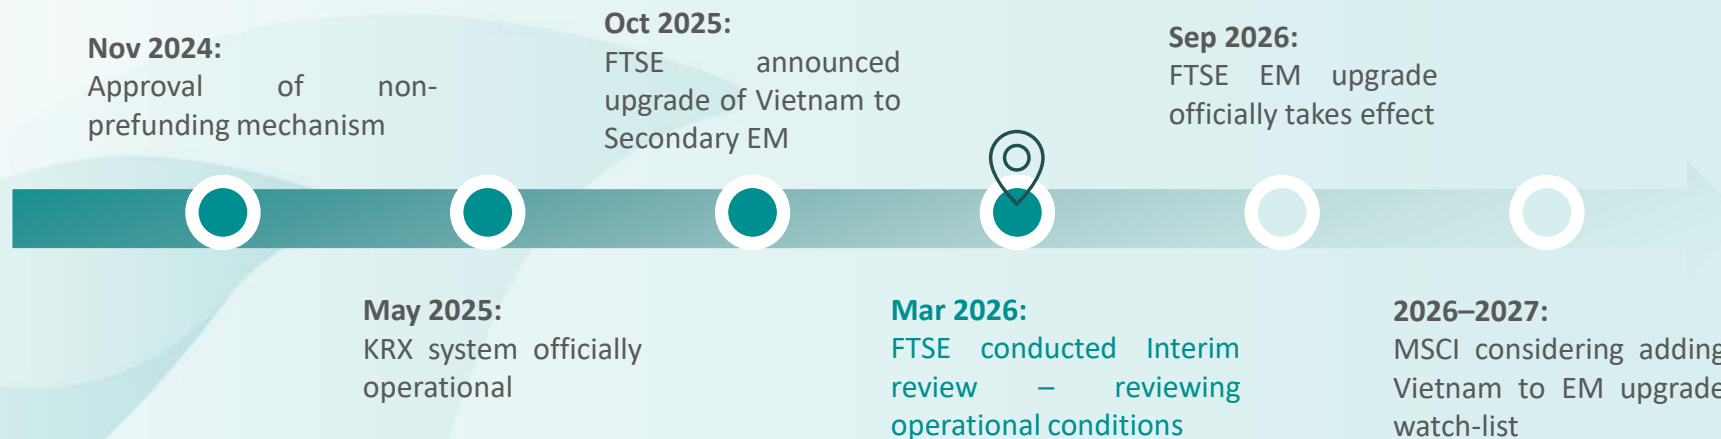 Nov 2024:
Approval of non-
prefunding mechanism
May 2025:
KRX system officially
operational
Oct 2025:
FTSE announced
upgrade of Vietnam to
Secondary EM
Mar 2026:
FTSE conducted Interim
review – reviewing
operational conditions
Sep 2026:
FTSE EM upgrade
officially takes effect
2026–2027:
MSCI considering adding
Vietnam to EM upgrade
watch-list